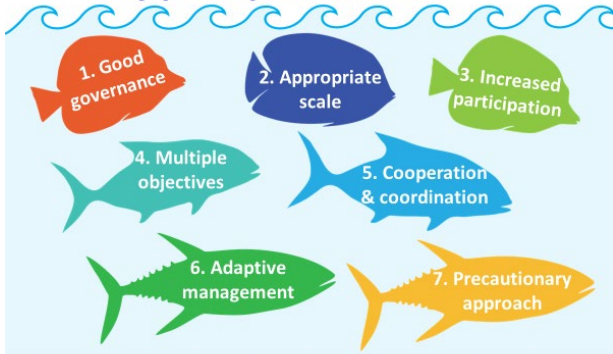 1. Good
governance
2. Appropriate
scale
3. Increased
participation
4. Multiple
objectives
5. Cooperation
& coordination
6. Adaptive
management
7. Precautionary
approach